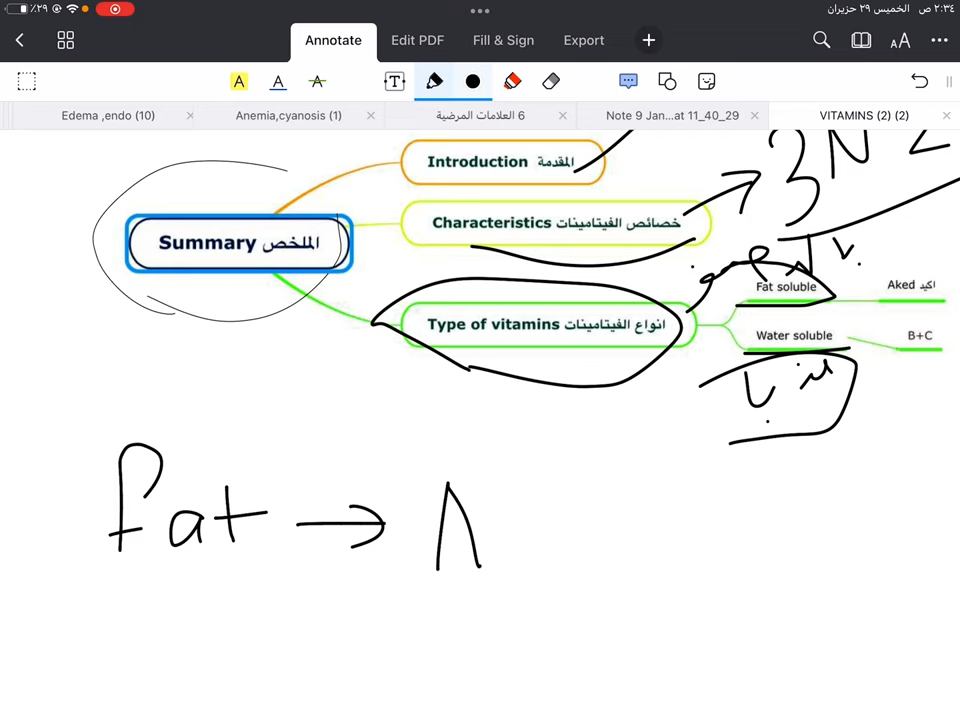 ٪٢٩ ٢:٣٤ ص الخميس ٢٩ حزيران
Annotate Edit PDF Fill & Sign Export
Edema ,endo (10) Anemia,cyanosis (1) 6 العلامات المرضية Note 9 Jan...at 11_40_29 VITAMINS (2) (2)
Introduction المقدمة
Characteristics خصائص الفيتامينات
Summary الملخص
Fat soluble Aked اكيد
Type of vitamins انواع الفيتامينات
Water soluble B+C
Fat →